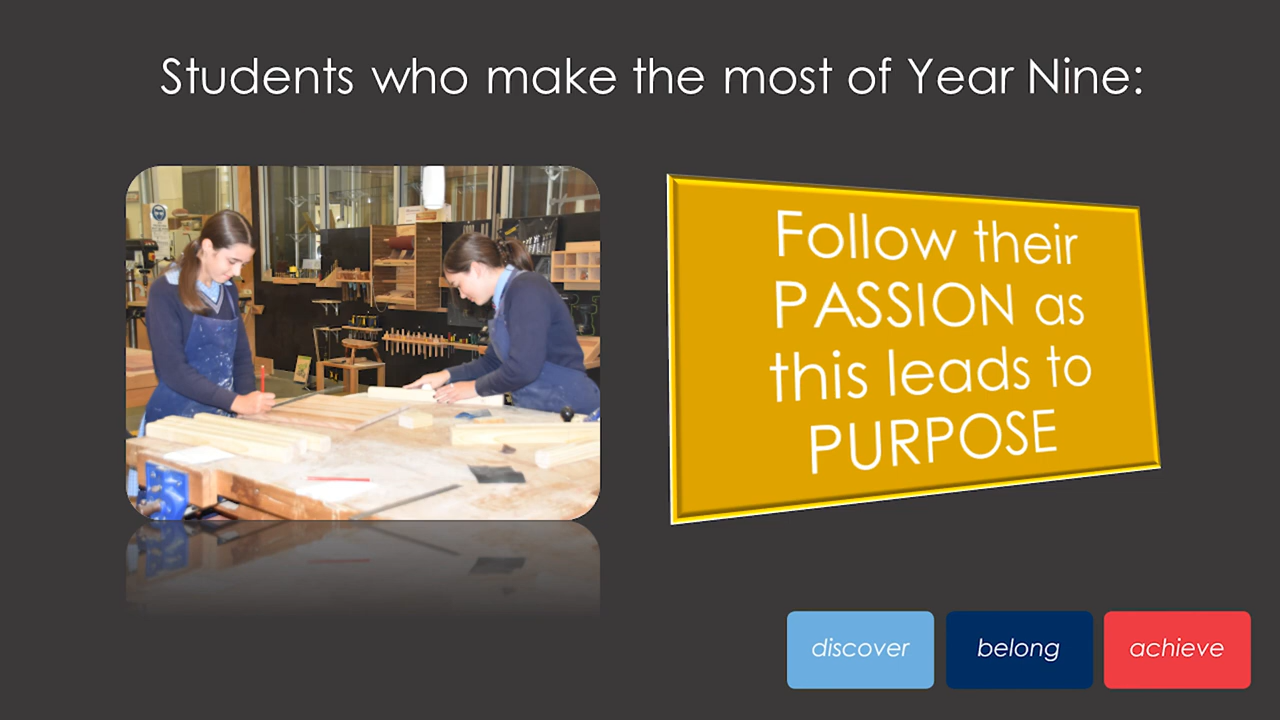 Students who make the most of Year Nine:
Follow their
PASSION as
this leads to
PURPOSE
discover
belong
achieve